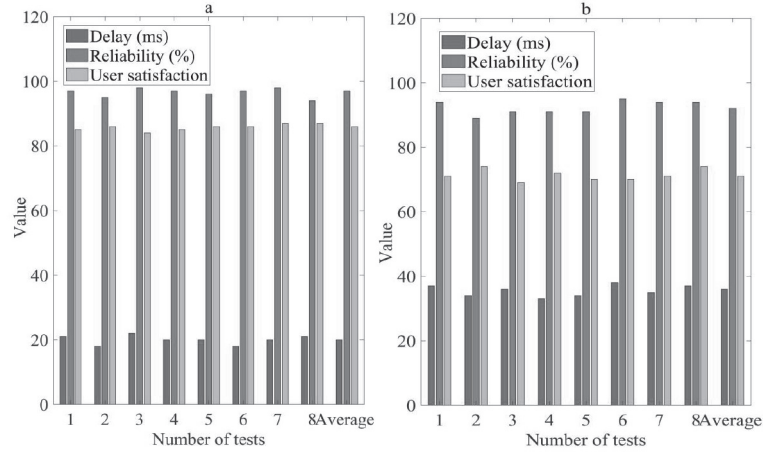 a
120
100
80
60
40
20
0
Value
Delay (ms)
Reliability (%)
User satisfaction
1 2 3 4 5 6 7 8Average
Number of tests
b
120
100
80
60
40
20
0
Value
Delay (ms)
Reliability (%)
User satisfaction
1 2 3 4 5 6 7 8Average
Number of tests